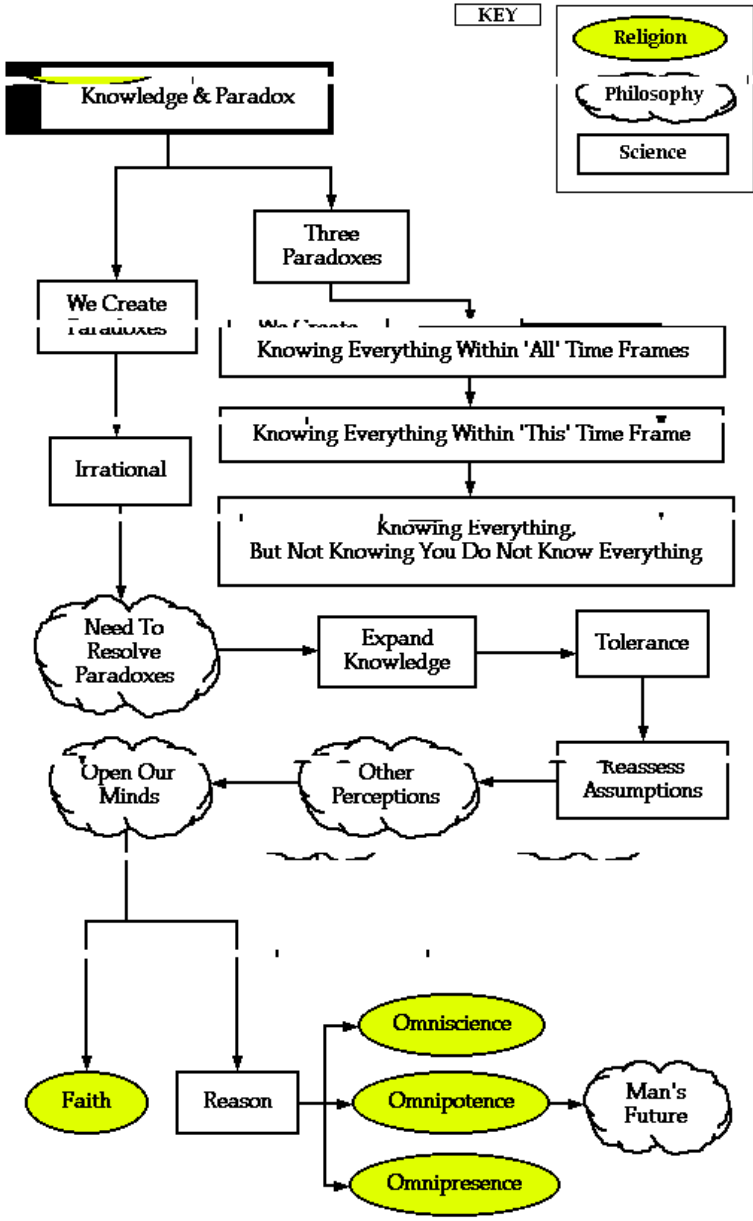 KEY
Religion
Philosophy
Science
Knowledge & Paradox
Three
Paradoxes
We Create
Paradoxes
We Create
Knowing Everything Within 'All' Time Frames
Knowing Everything Within 'This' Time Frame
Irrational
Knowing Everything,
But Not Knowing You Do Not Know Everything
Need To
Resolve
Paradoxes
Expand
Knowledge
Tolerance
Open Our
Minds
Other
Perceptions
Reassess
Assumptions
Omniscience
Faith
Reason
Omnipotence
Man's
Future
Omnipresence